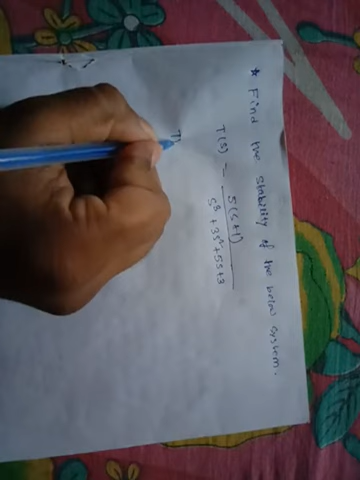 * Find the stability of the below system.
T(s) = 5(s+1)
s³ + 3s² + 5s + 3
T